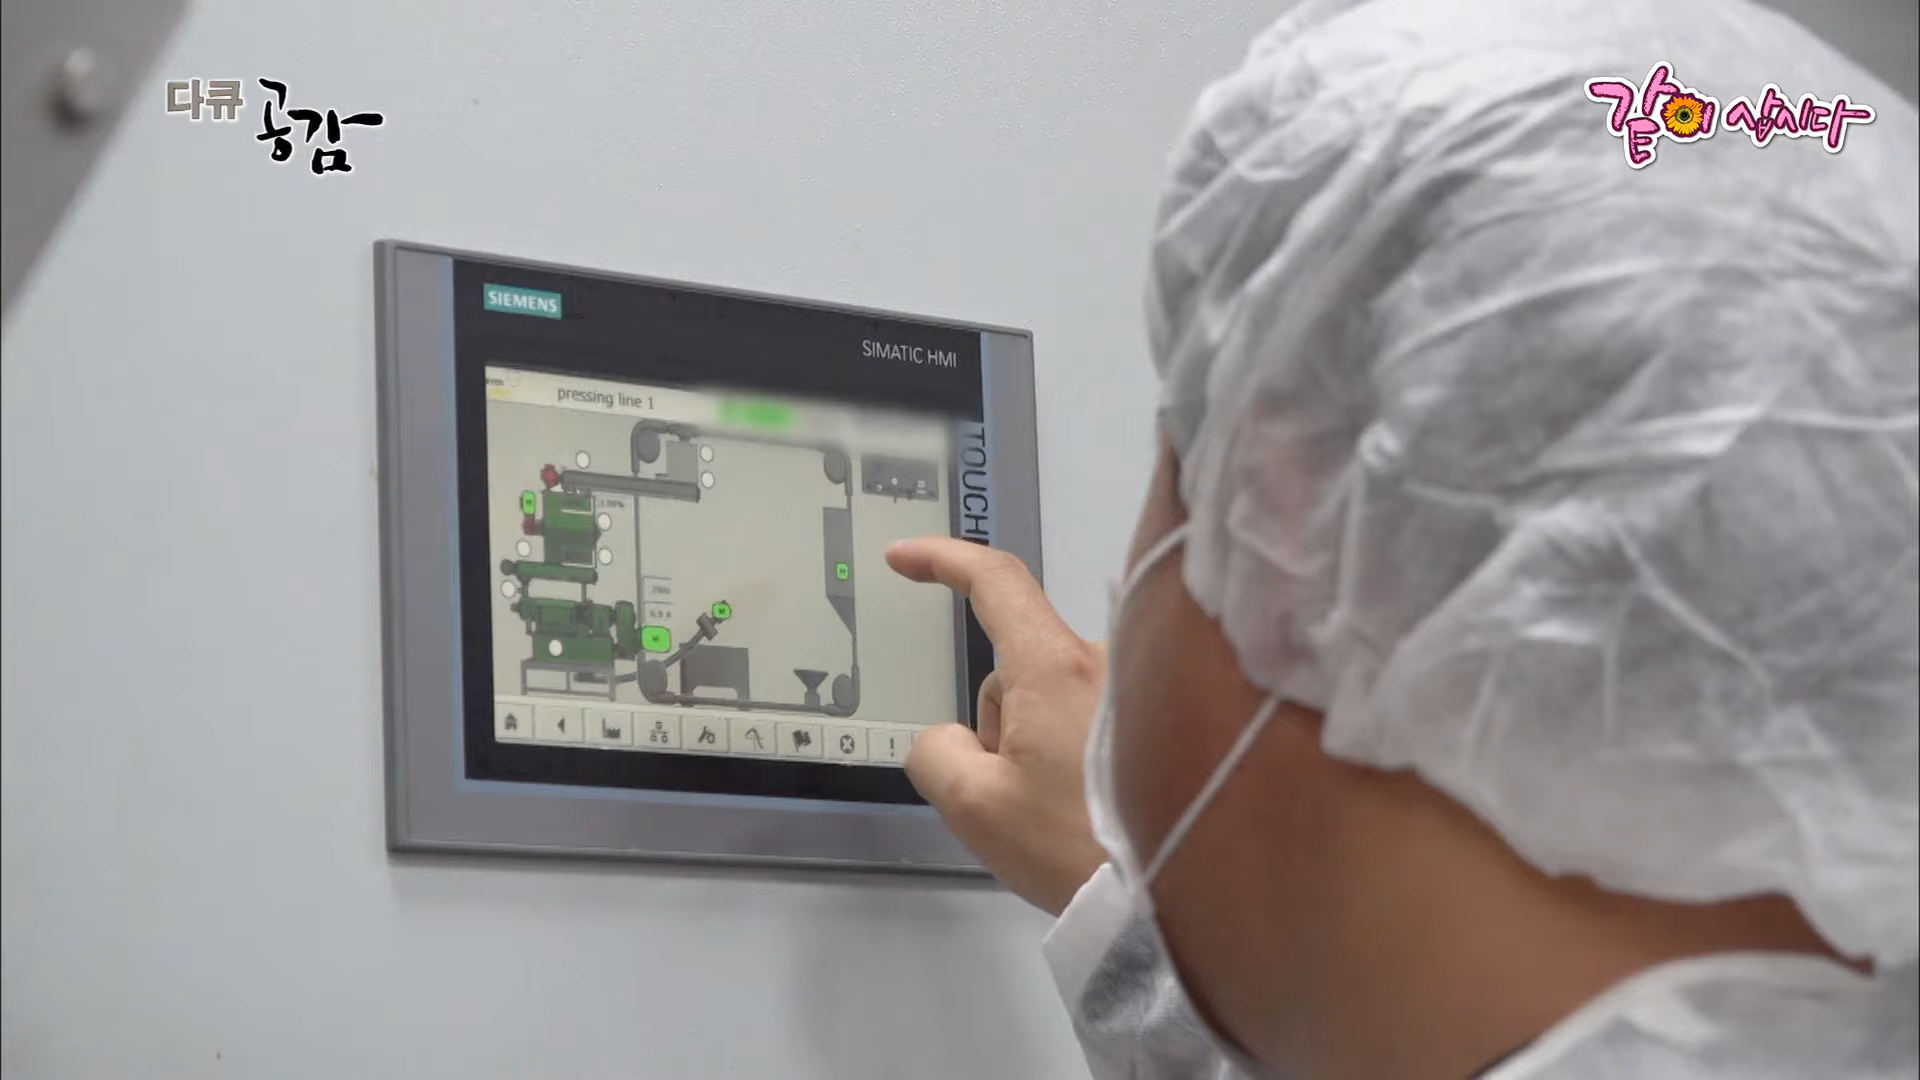 다큐 공감
같이 삽시다
SIEMENS
SIMATIC HMI
TOUCH
pressing line 1